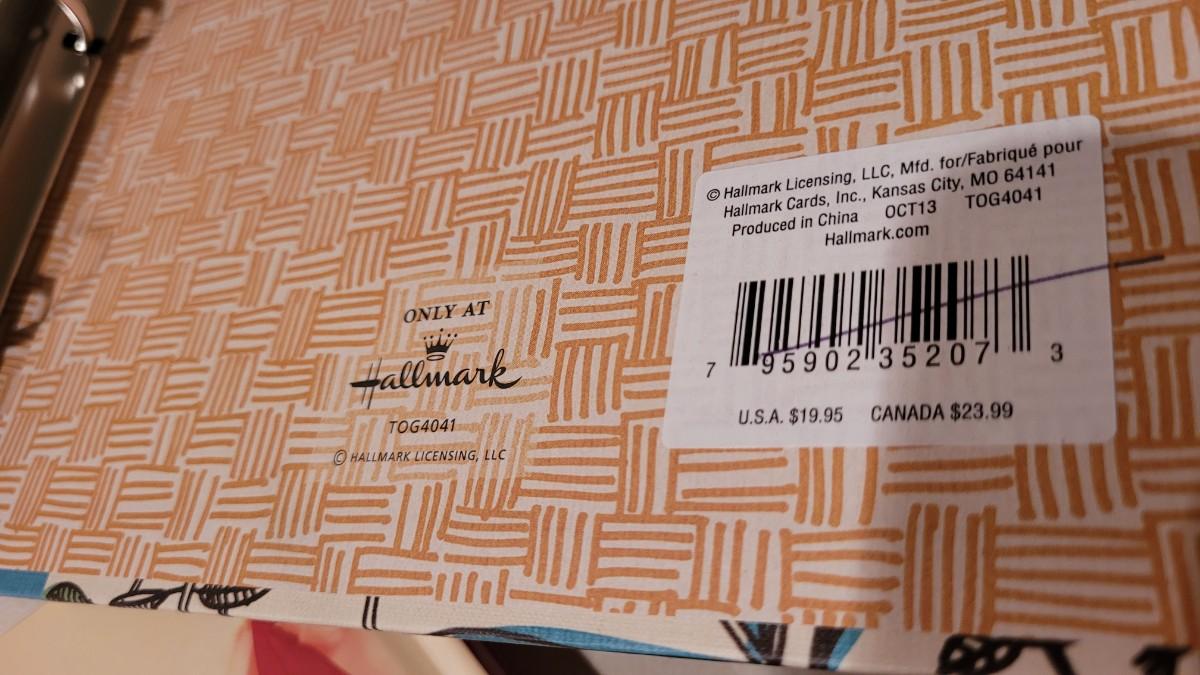 ONLY AT
Hallmark
TOG4041
© HALLMARK LICENSING, LLC
© Hallmark Licensing, LLC, Mfd. for/Fabriqué pour
Hallmark Cards, Inc., Kansas City, MO 64141
Produced in China OCT13 TOG4041
Hallmark.com
7 95902 35207 3
U.S.A. $19.95 CANADA $23.99